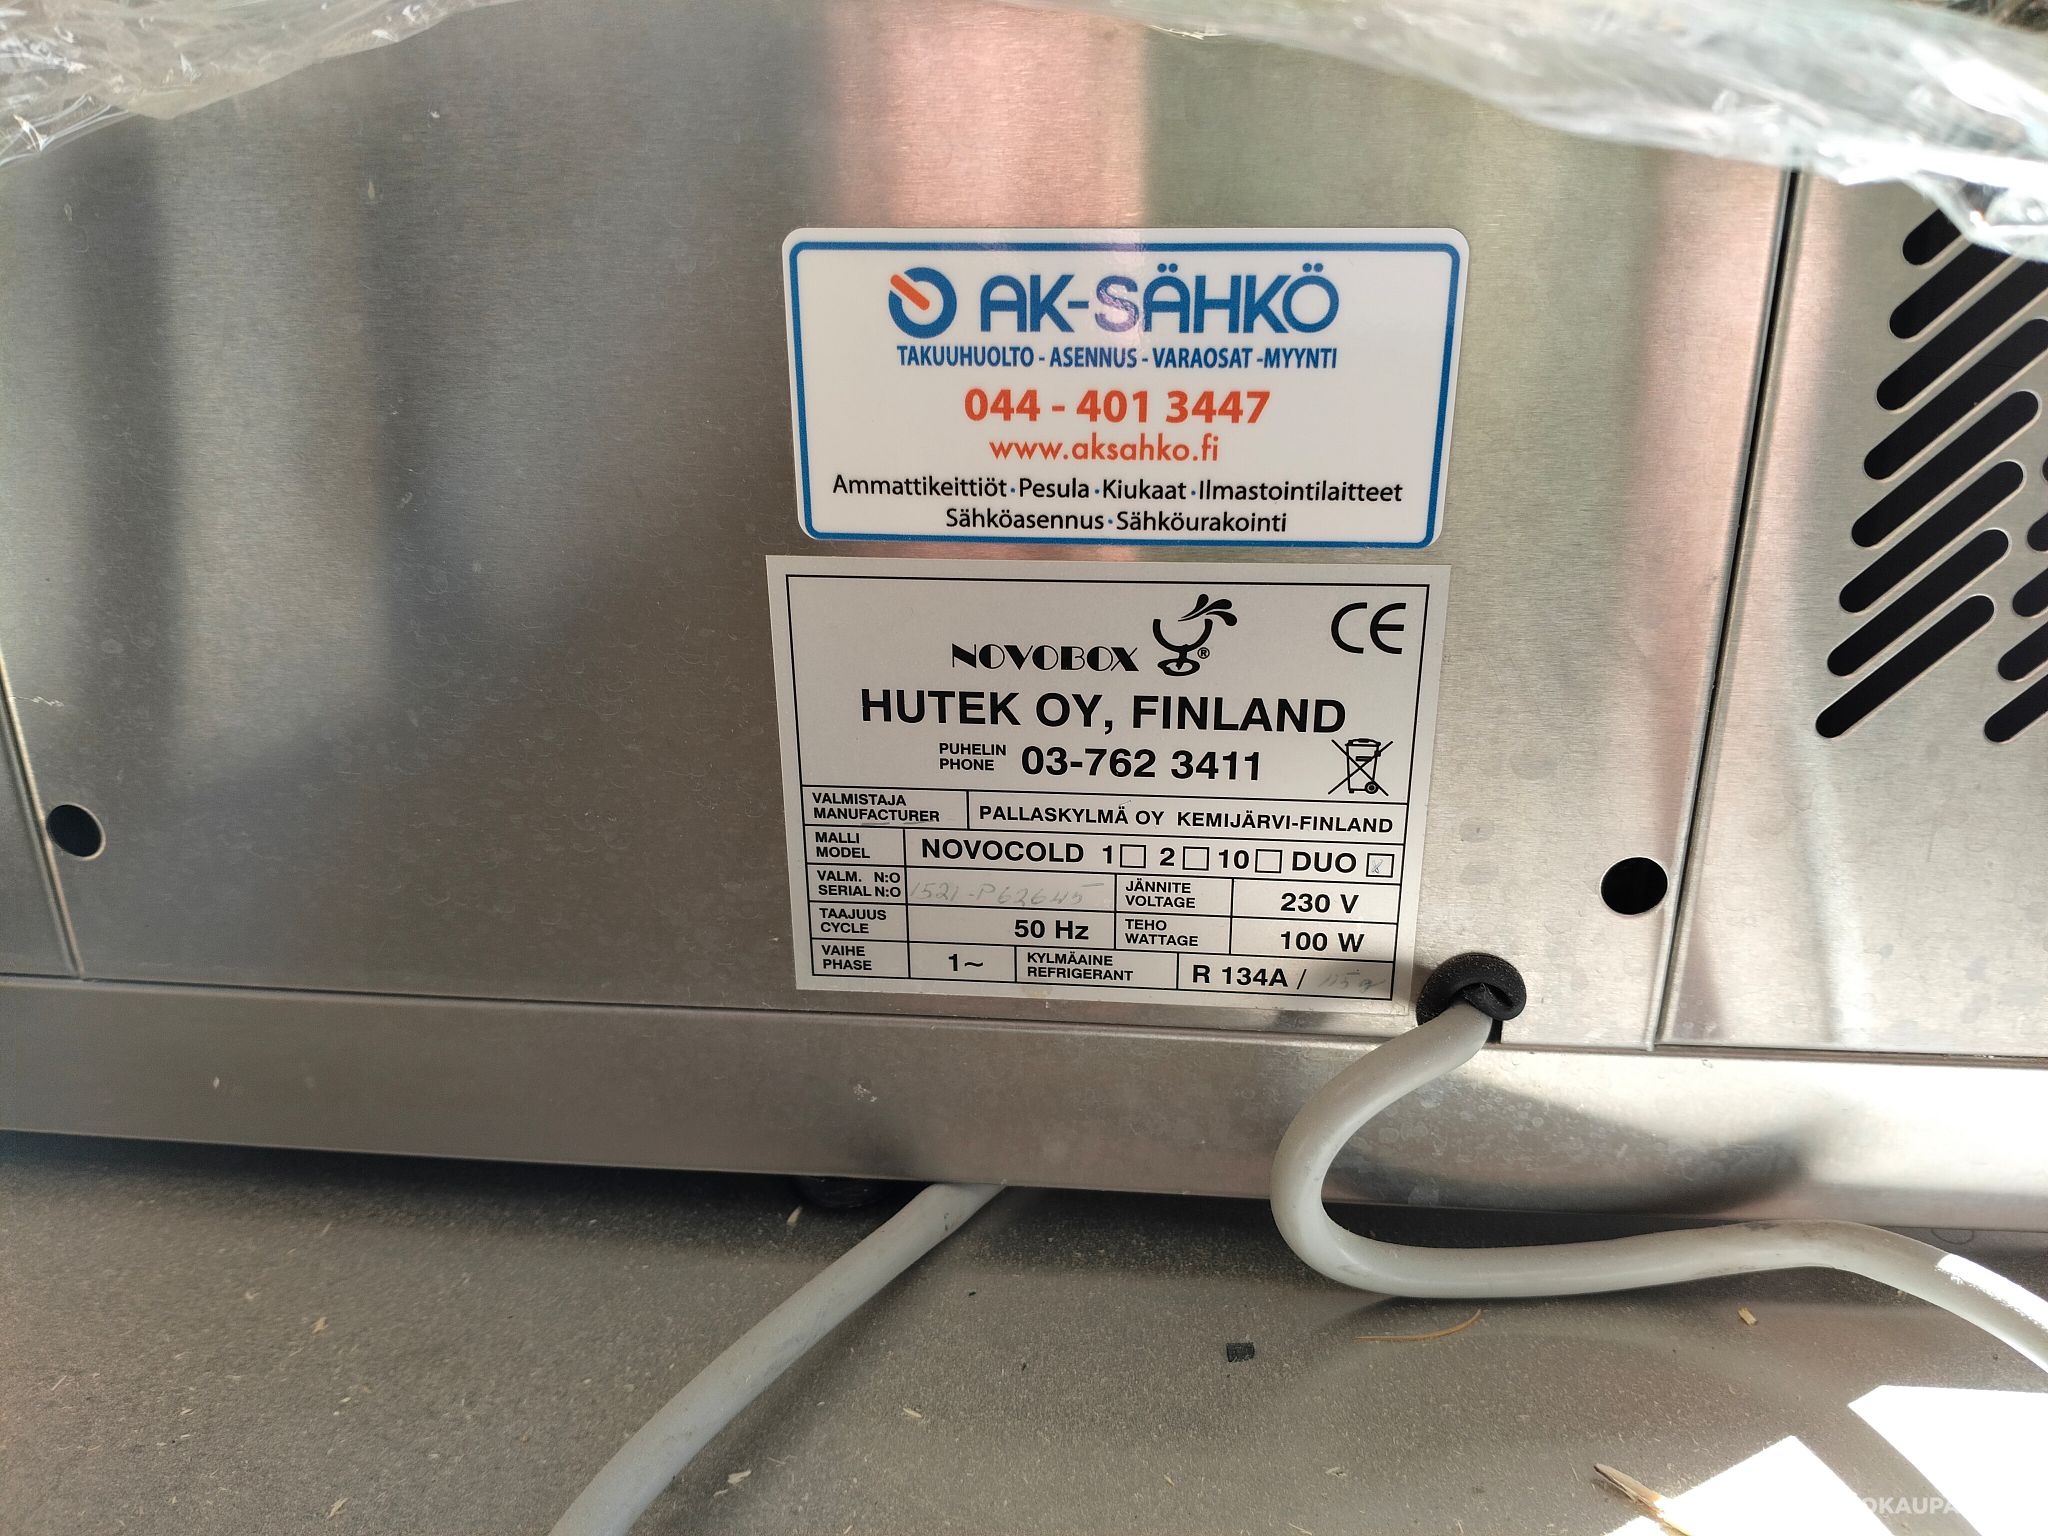 AK-SÄHKÖ
TAKUUHUOLTO - ASENNUS - VARAOSAT -MYYNTI
044 - 401 3447
www.aksahko.fi
Ammattikeittiöt · Pesula · Kiukaat · Ilmastointilaitteet
Sähköasennus · Sähköurakointi
NOVOBOX ®
CE
HUTEK OY, FINLAND
PUHELIN
PHONE 03-762 3411
VALMISTAJA
MANUFACTURER PALLASKYLMÄ OY KEMIJÄRVI-FINLAND
MALLI
MODEL NOVOCOLD 1 2 10 DUO
VALM. N:O
SERIAL N:O
JÄNNITE
VOLTAGE 230 V
TAAJUUS
CYCLE 50 Hz
TEHO
WATTAGE 100 W
VAIHE
PHASE 1~
KYLMÄAINE
REFRIGERANT R 134A / 115g